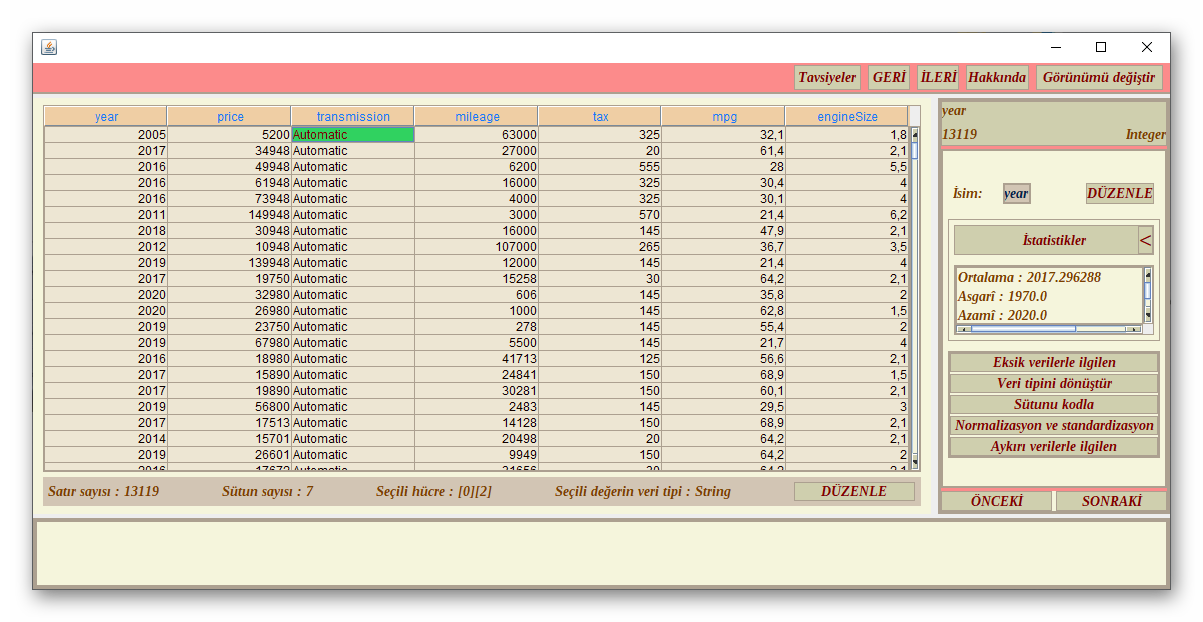 Tavsiyeler GERİ İLERİ Hakkında Görünümü değiştir
year price transmission mileage tax mpg engineSize
2005 5200 Automatic 63000 325 32,1 1,8
2017 34948 Automatic 27000 20 61,4 2,1
2016 49948 Automatic 6200 555 28 5,5
2016 61948 Automatic 16000 325 30,4 4
2016 73948 Automatic 4000 325 30,1 4
2011 149948 Automatic 3000 570 21,4 6,2
2018 30948 Automatic 16000 145 47,9 2,1
2012 10948 Automatic 107000 265 36,7 3,5
2019 139948 Automatic 12000 145 21,4 4
2017 19750 Automatic 15258 30 64,2 2,1
2020 32980 Automatic 606 145 35,8 2
2020 26980 Automatic 1000 145 62,8 1,5
2019 23750 Automatic 278 145 55,4 2
2019 67980 Automatic 5500 145 21,7 4
2016 18980 Automatic 41713 125 56,6 2,1
2017 15890 Automatic 24841 150 68,9 1,5
2017 19890 Automatic 30281 150 60,1 2,1
2019 56800 Automatic 2483 145 29,5 3
2017 17513 Automatic 14128 150 68,9 2,1
2014 15701 Automatic 20498 20 64,2 2,1
2019 26601 Automatic 9949 150 64,2 2
2016 17673 Automatic 31656 30 64,2 2,1
Satır sayısı : 13119 Sütun sayısı : 7 Seçili hücre : [0][2] Seçili değerin veri tipi : String DÜZENLE
year
13119 Integer
İsim: year DÜZENLE
İstatistikler <
Ortalama : 2017.296288
Asgarî : 1970.0
Azamî : 2020.0
Eksik verilerle ilgilen
Veri tipini dönüştür
Sütunu kodla
Normalizasyon ve standardizasyon
Aykırı verilerle ilgilen
ÖNCEKİ SONRAKİ